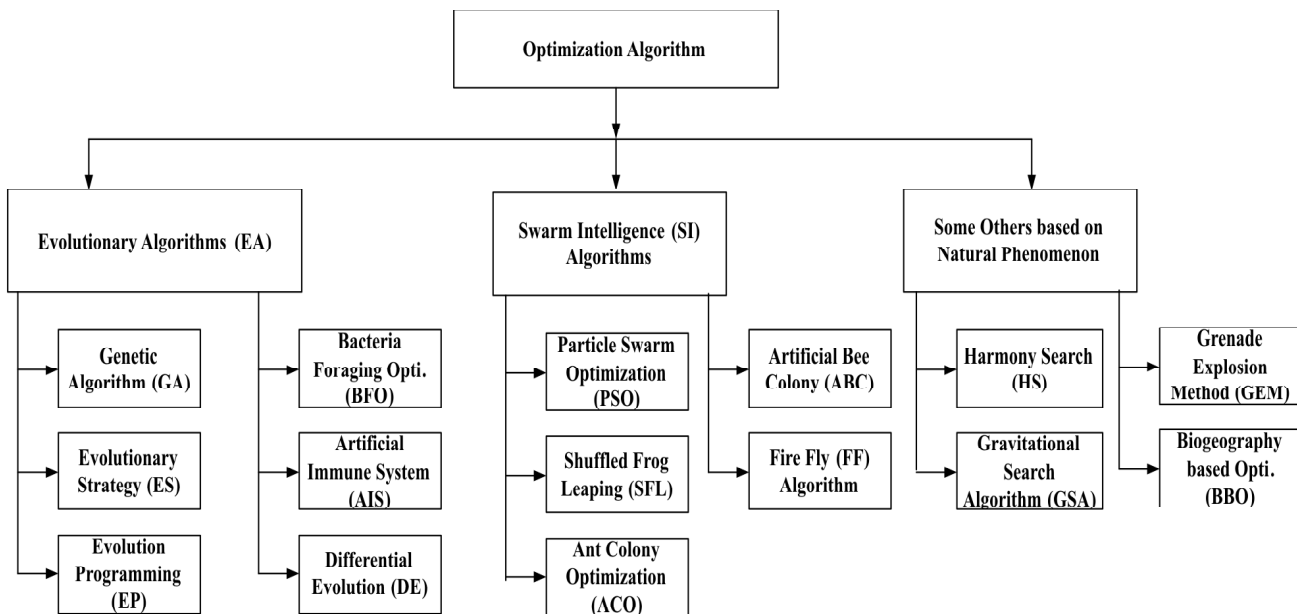 Optimization Algorithm
Evolutionary Algorithms (EA)
Swarm Intelligence (SI)
Algorithms
Some Others based on
Natural Phenomenon
Genetic
Algorithm (GA)
Evolutionary
Strategy (ES)
Evolution
Programming
(EP)
Bacteria
Foraging Opti.
(BFO)
Artificial
Immune System
(AIS)
Differential
Evolution (DE)
Particle Swarm
Optimization
(PSO)
Shuffled Frog
Leaping (SFL)
Ant Colony
Optimization
(ACO)
Artificial Bee
Colony (ABC)
Fire Fly (FF)
Algorithm
Harmony Search
(HS)
Gravitational
Search
Algorithm (GSA)
Grenade
Explosion
Method (GEM)
Biogeography
based Opti.
(BBO)